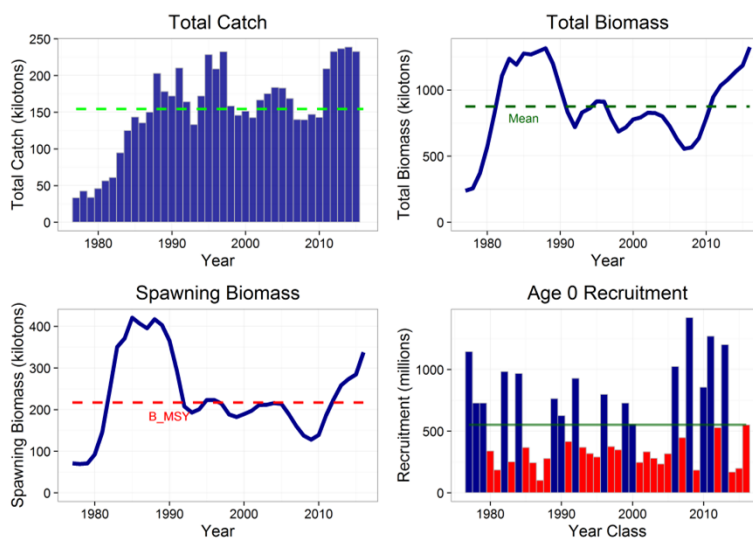 Total Catch
Total Catch (kilotons)
250
200
150
100
50
0
1980
1990
2000
2010
Year
Total Biomass
Total Biomass (kilotons)
1000
500
0
Mean
1980
1990
2000
2010
Year
Spawning Biomass
Spawning Biomass (kilotons)
400
300
200
100
0
B_MSY
1980
1990
2000
2010
Year
Age 0 Recruitment
Recruitment (millions)
1000
500
0
1980
1990
2000
2010
Year Class